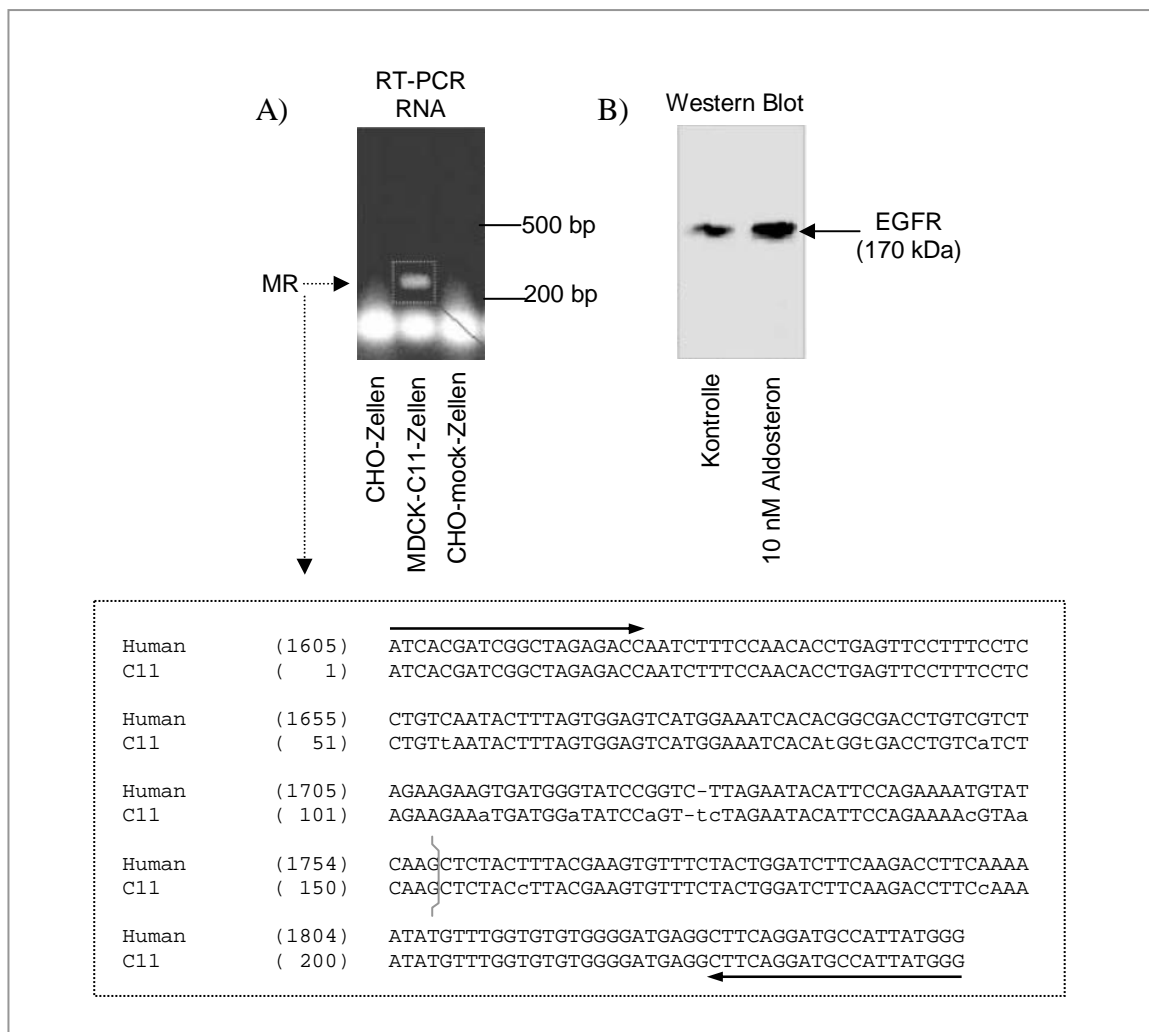 A)
RT-PCR
RNA
B)
Western Blot
500 bp
MR
200 bp
EGFR
(170 kDa)
CHO-Zellen
MDCK-C11-Zellen
CHO-mock-Zellen
Kontrolle
10 nM Aldosteron
Human (1605) ATCACGATCGGCTAGAGACCAATCTTTCCAACACCTGAGTTCCTTTCCTC
C11 ( 1) ATCACGATCGGCTAGAGACCAATCTTTCCAACACCTGAGTTCCTTTCCTC
Human (1655) CTGTCAATACTTTAGTGGAGTCATGGAAATCACACGGCGACCTGTCGTCT
C11 ( 51) CTGTtAATACTTTAGTGGAGTCATGGAAATCACAtGGtGACCTGTCaTCT
Human (1705) AGAAGAAGTGATGGGTATCCGGTC-TTAGAATACATTCCAGAAAATGTAT
C11 ( 101) AGAAGAAaTGATGGaTATCCaGT-tcTAGAATACATTCCAGAAAAcGTAa
Human (1754) CAAGCTCTACTTTACGAAGTGTTTCTACTGGATCTTCAAGACCTTCAAAA
C11 ( 150) CAAGCTCTACcTTACGAAGTGTTTCTACTGGATCTTCAAGACCTTCcAAA
Human (1804) ATATGTTTGGTGTGTGGGGATGAGGCTTCAGGATGCCATTATGGG
C11 ( 200) ATATGTTTGGTGTGTGGGGATGAGGCTTCAGGATGCCATTATGGG